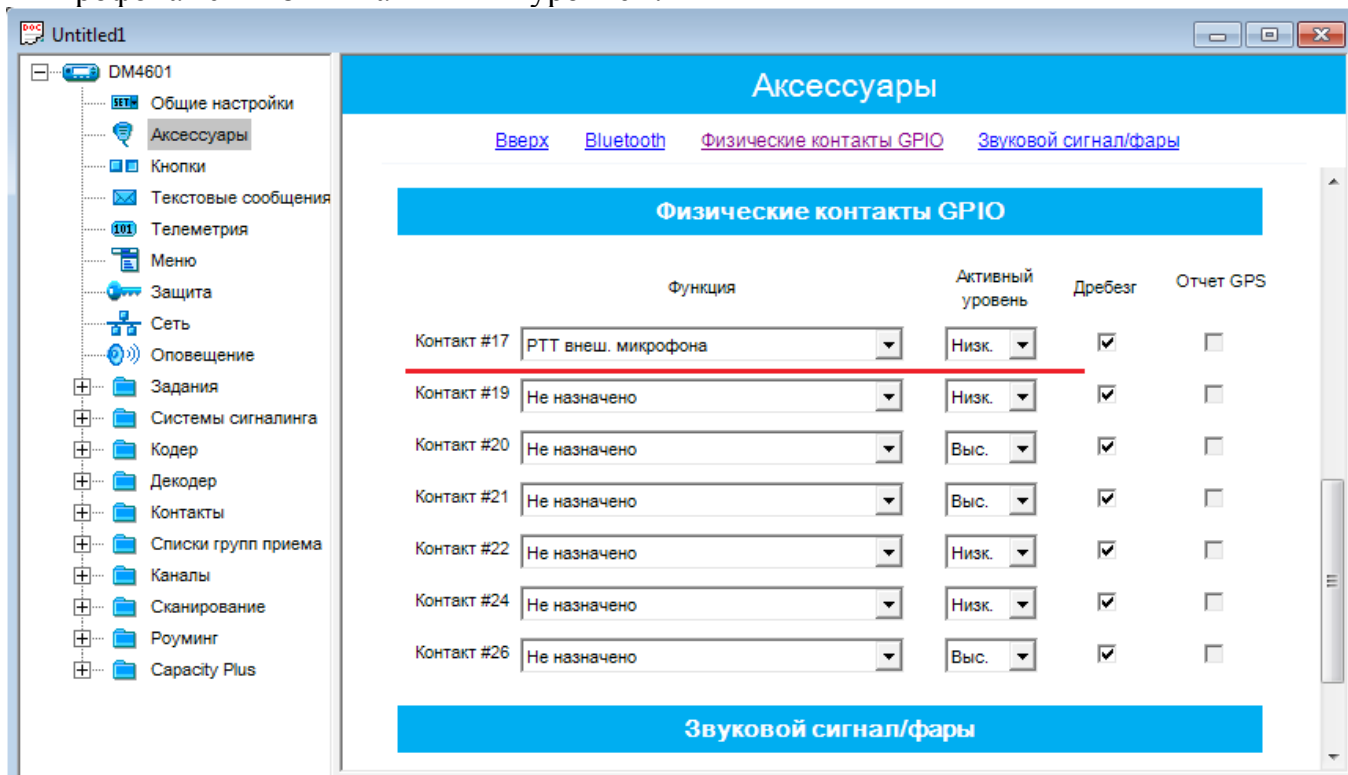 Untitled1
DM4601
Общие настройки
Аксессуары
Кнопки
Текстовые сообщения
Телеметрия
Меню
Защита
Сеть
Оповещение
Задания
Системы сигналинга
Кодер
Декодер
Контакты
Списки групп приема
Каналы
Сканирование
Роуминг
Capacity Plus
Аксессуары
Вверх Bluetooth Физические контакты GPIO Звуковой сигнал/фары
Физические контакты GPIO
Функция Активный уровень Дребезг Отчет GPS
Контакт #17 PTT внеш. микрофона Низк.
Контакт #19 Не назначено Низк.
Контакт #20 Не назначено Выс.
Контакт #21 Не назначено Выс.
Контакт #22 Не назначено Низк.
Контакт #24 Не назначено Низк.
Контакт #26 Не назначено Выс.
Звуковой сигнал/фары